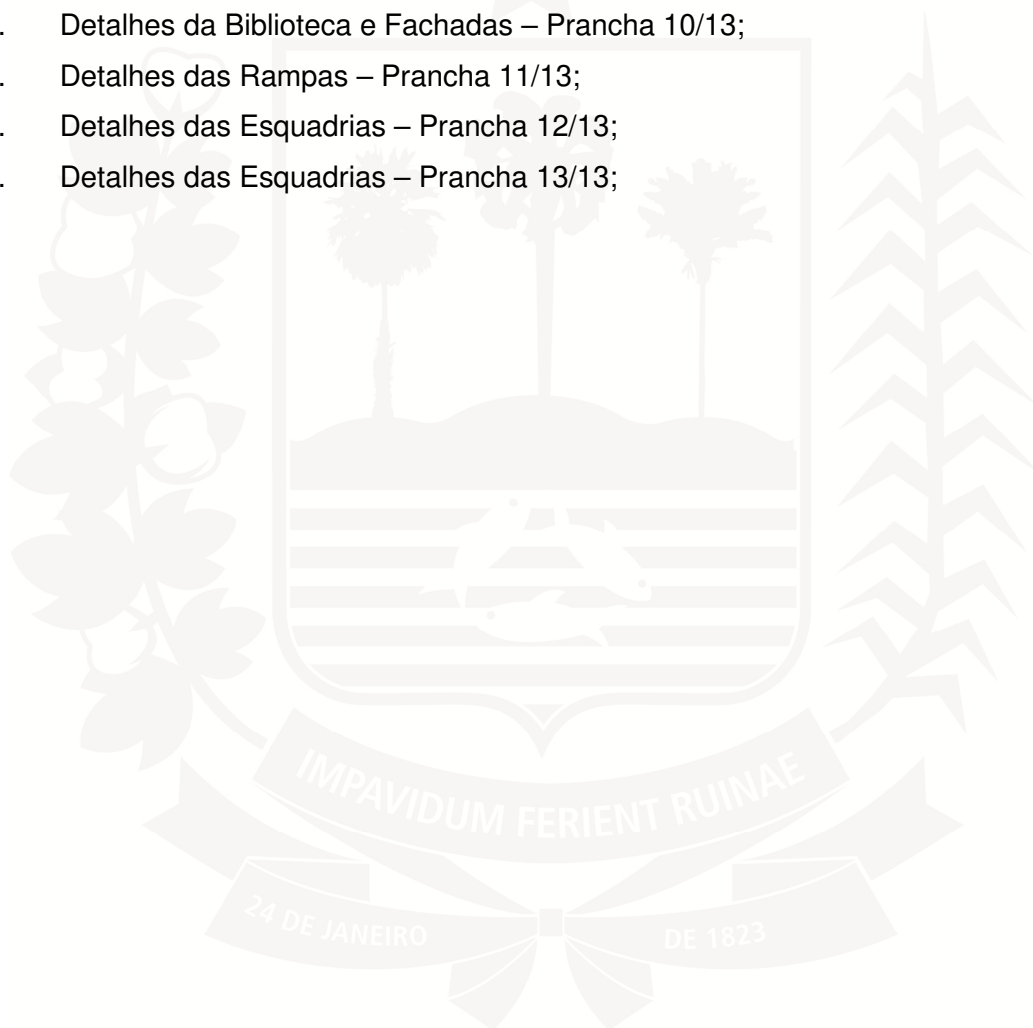 . Detalhes da Biblioteca e Fachadas – Prancha 10/13;
. Detalhes das Rampas – Prancha 11/13;
. Detalhes das Esquadrias – Prancha 12/13;
. Detalhes das Esquadrias – Prancha 13/13;
IMPAVIDUM FERIENT RUINAE
24 DE JANEIRO DE 1823